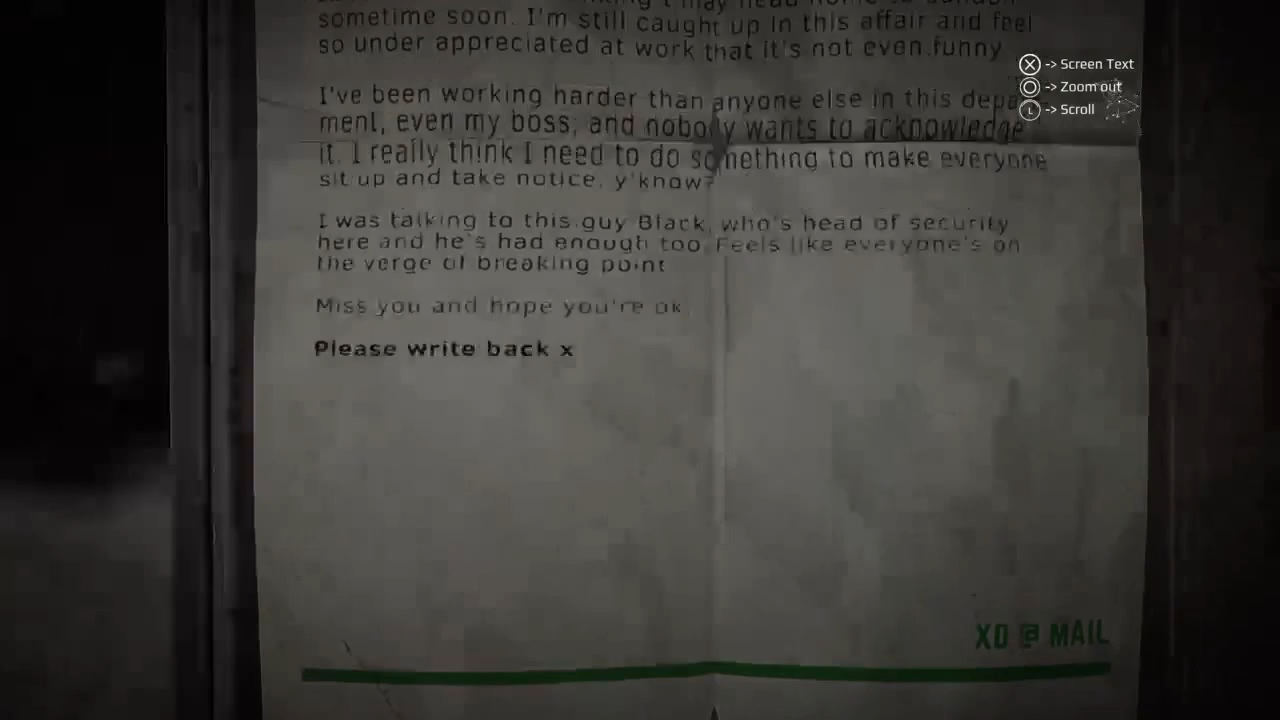 sometime soon. I'm still caught up in this affair and feel
so under appreciated at work that it's not even funny
I've been working harder than anyone else in this depa
ment, even my boss, and nobody wants to acknowledge
it. I really think I need to do something to make everyone
sit up and take notice, y'know?
I was talking to this guy Black, who's head of security
here and he's had enough too. Feels like everyone's on
the verge of breaking point
Miss you and hope you're ok.
Please write back x
XO @ MAIL
X -> Screen Text
O -> Zoom out
L -> Scroll